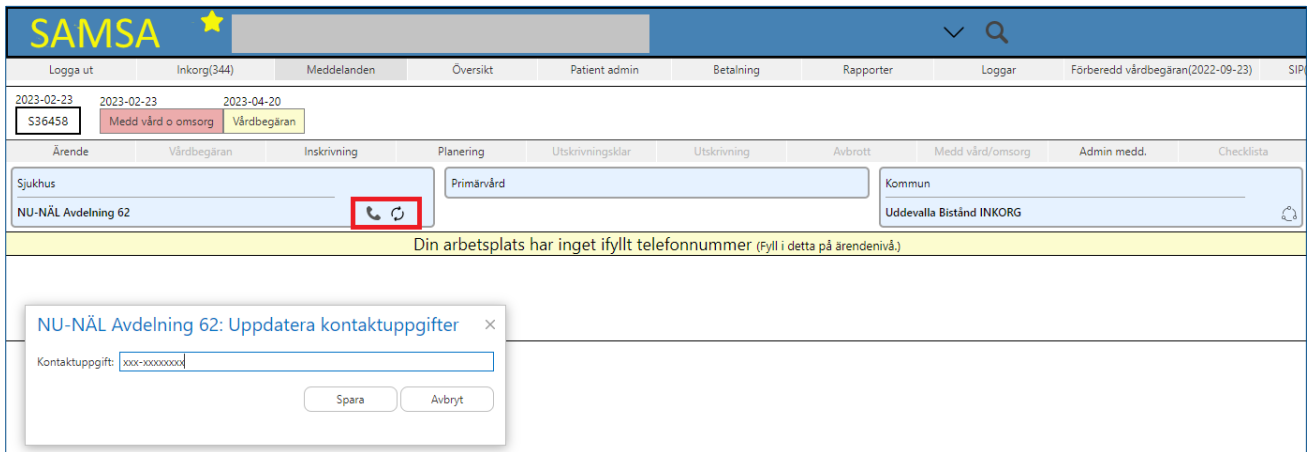 SAMSA
Logga ut Inkorg(344) Meddelanden Översikt Patient admin Betalning Rapporter Loggar Förberedd vårdbegäran(2022-09-23) SIP(
2023-02-23 2023-02-23 2023-04-20
S36458 Medd vård o omsorg Vårdbegäran
Ärende Vårdbegäran Inskrivning Planering Utskrivningsklar Utskrivning Avbrott Medd vård/omsorg Admin medd. Checklista
Sjukhus Primärvård Kommun
NU-NÄL Avdelning 62 Uddevalla Bistånd INKORG
Din arbetsplats har inget ifyllt telefonnummer (Fyll i detta på ärendenivå.)
NU-NÄL Avdelning 62: Uppdatera kontaktuppgifter ×
Kontaktuppgift: xxx-xxxxxxxx
Spara Avbryt